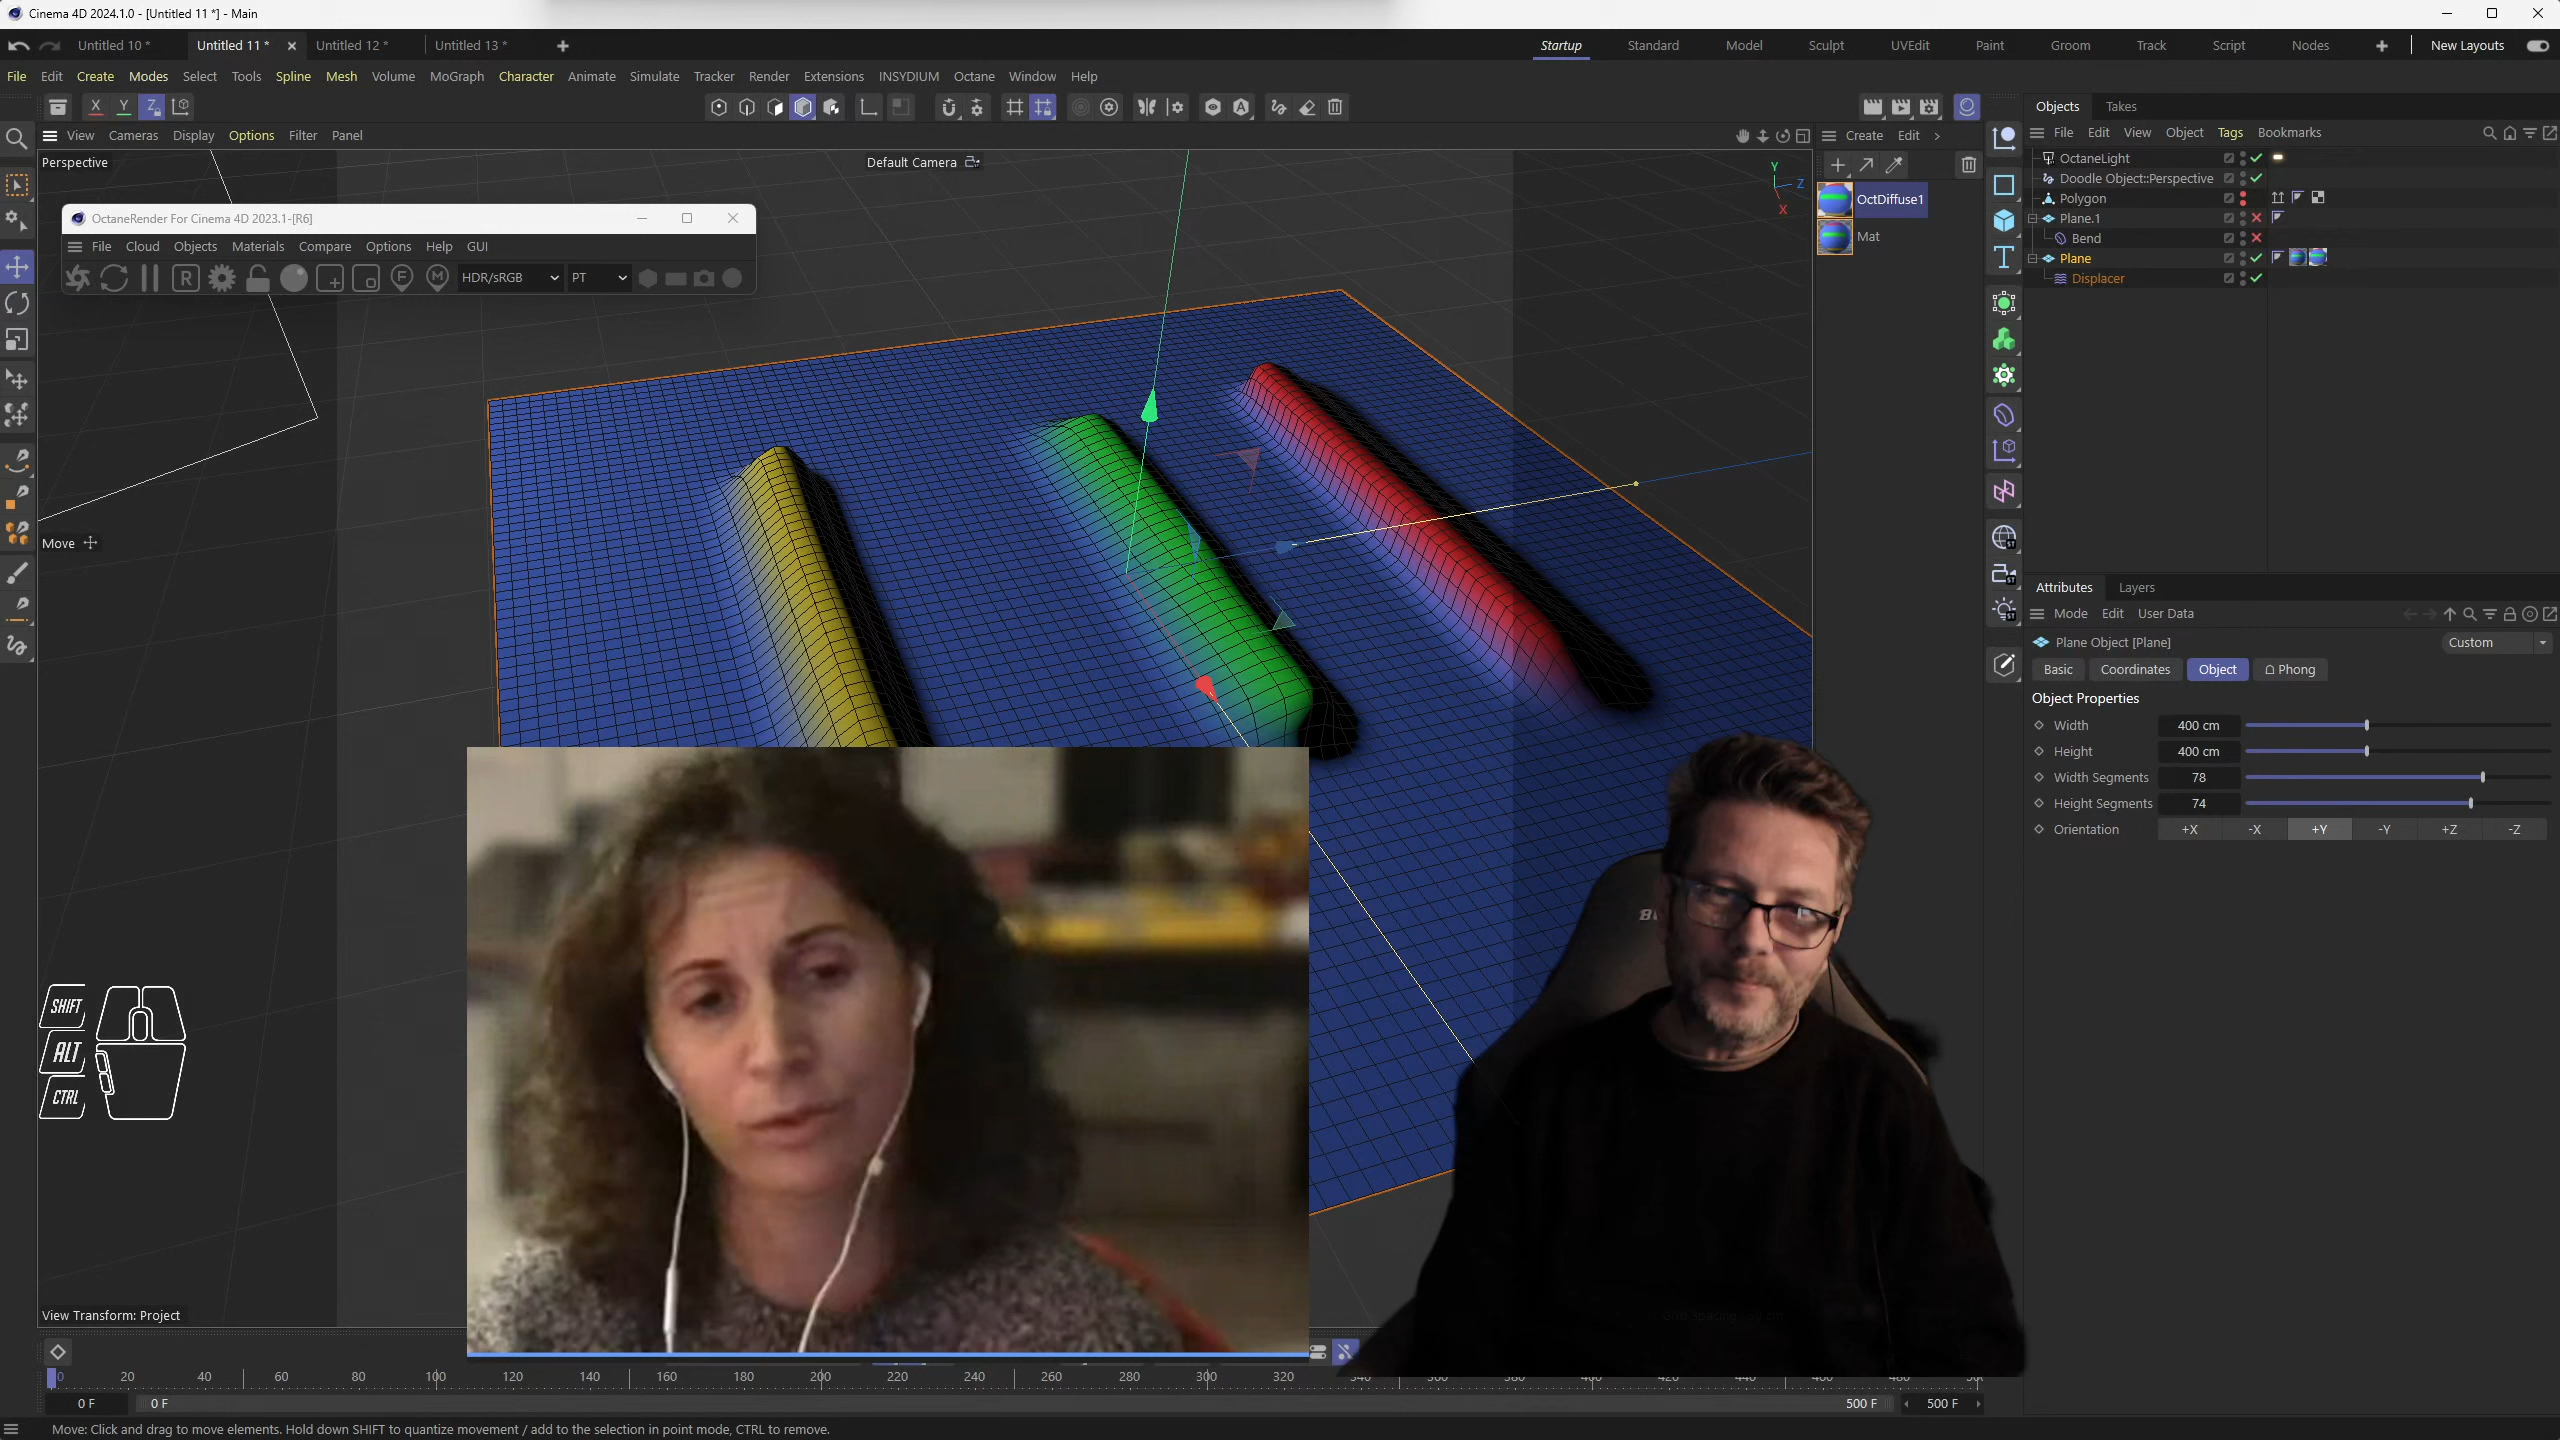 Cinema 4D 2024.1.0 - [Untitled 11 *] - Main
Untitled 10 *
Untitled 11 *
Untitled 12 *
Untitled 13 *
Startup
Standard
Model
Sculpt
UVEdit
Paint
Groom
Track
Script
Nodes
New Layouts
File Edit Create Modes Select Tools Spline Mesh Volume MoGraph Character Animate Simulate Tracker Render Extensions INSYDIUM Octane Window Help
X Y Z
View Cameras Display Options Filter Panel
Create Edit
Perspective
Default Camera
Y
Z
X
OctDiffuse1
Mat
OctaneRender For Cinema 4D 2023.1-[R6]
File Cloud Objects Materials Compare Options Help GUI
R
F
M
HDR/sRGB
PT
Move
SHIFT
ALT
CTRL
View Transform: Project
Objects Takes
File Edit View Object Tags Bookmarks
OctaneLight
Doodle Object::Perspective
Polygon
Plane.1
Bend
Plane
Displacer
Attributes Layers
Mode Edit User Data
Plane Object [Plane]
Custom
Basic Coordinates Object Phong
Object Properties
Width 400 cm
Height 400 cm
Width Segments 78
Height Segments 74
Orientation +X -X +Y -Y +Z -Z
0 20 40 60 80 100 120 140 160 180 200 220 240 260 280 300 320
0 F 0 F 500 F 500 F
Move: Click and drag to move elements. Hold down SHIFT to quantize movement / add to the selection in point mode, CTRL to remove.